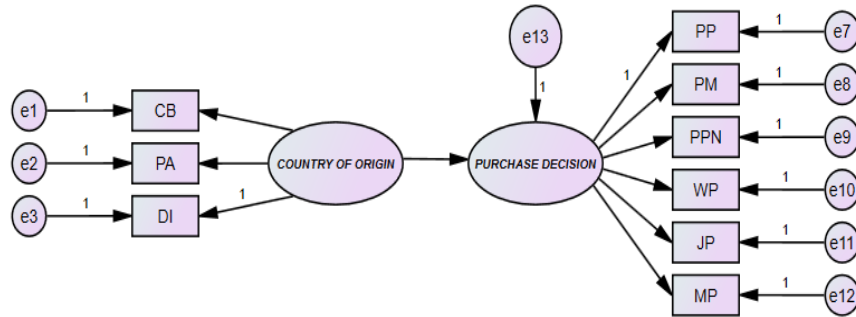 e13
1
PP
1
e7
1
PM
1
e8
e1
1
CB
PPN
1
e9
e2
1
PA
COUNTRY OF ORIGIN
PURCHASE DECISION
WP
1
e10
e3
1
DI
1
JP
1
e11
MP
1
e12
1